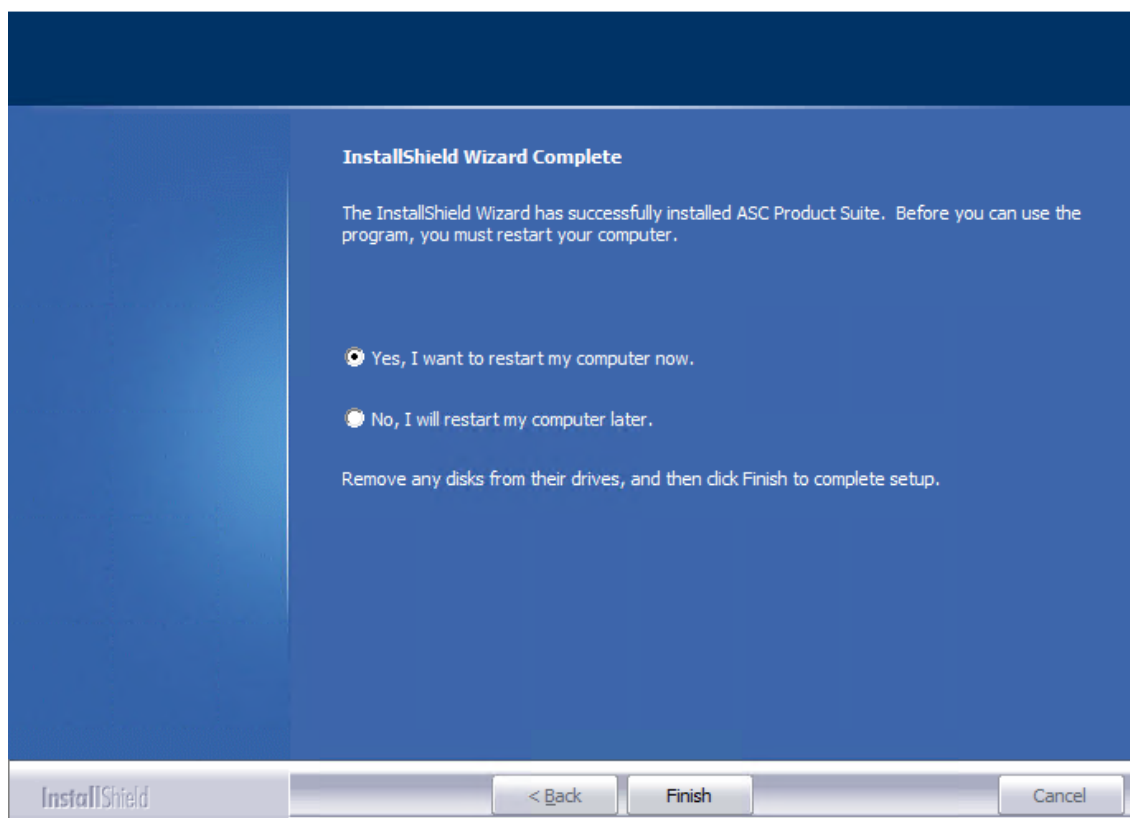 InstallShield Wizard Complete
The InstallShield Wizard has successfully installed ASC Product Suite.  Before you can use the
program, you must restart your computer.
Yes, I want to restart my computer now.
No, I will restart my computer later.
Remove any disks from their drives, and then click Finish to complete setup.
InstallShield
< Back
Finish
Cancel